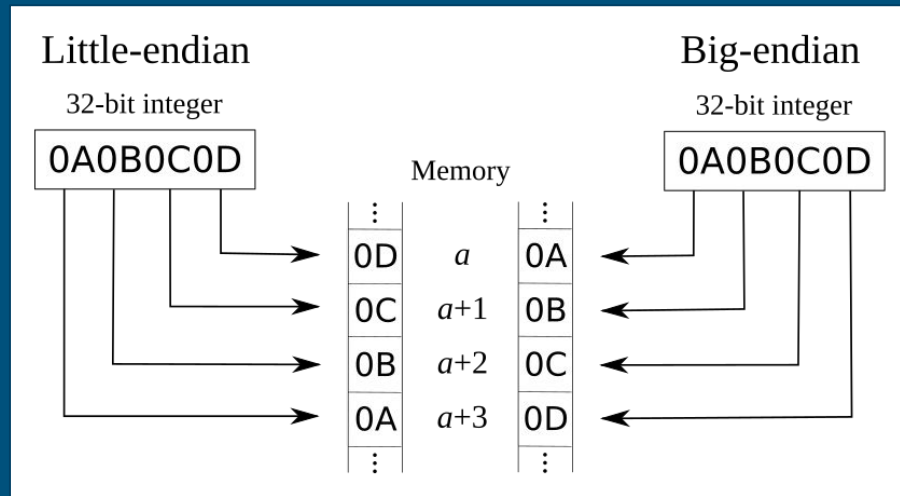 Little-endian
32-bit integer
0A0B0C0D
Big-endian
32-bit integer
0A0B0C0D
Memory
⋮ ⋮
0D a 0A
0C a+1 0B
0B a+2 0C
0A a+3 0D
⋮ ⋮